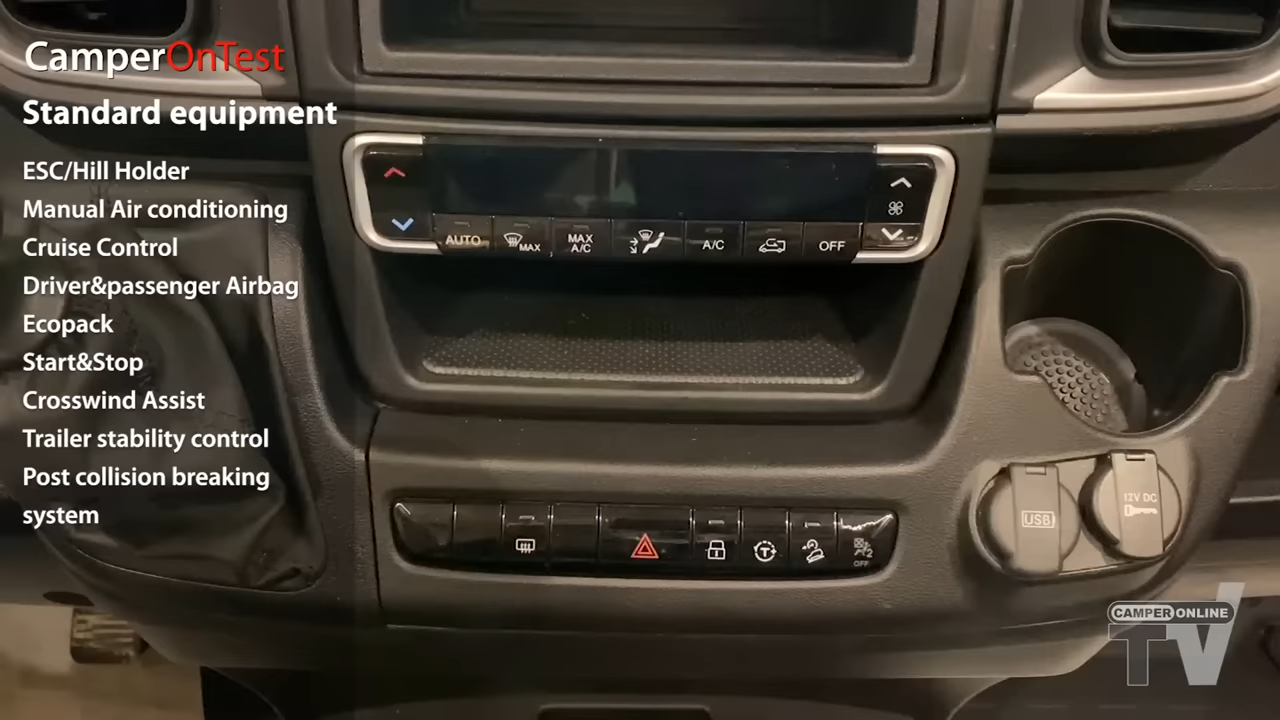 CamperOnTest
Standard equipment
ESC/Hill Holder
Manual Air conditioning
Cruise Control
Driver&passenger Airbag
Ecopack
Start&Stop
Crosswind Assist
Trailer stability control
Post collision breaking
system
AUTO
MAX
MAX
A/C
A/C
OFF
OFF
USB
12V DC
CAMPER ONLINE
TV